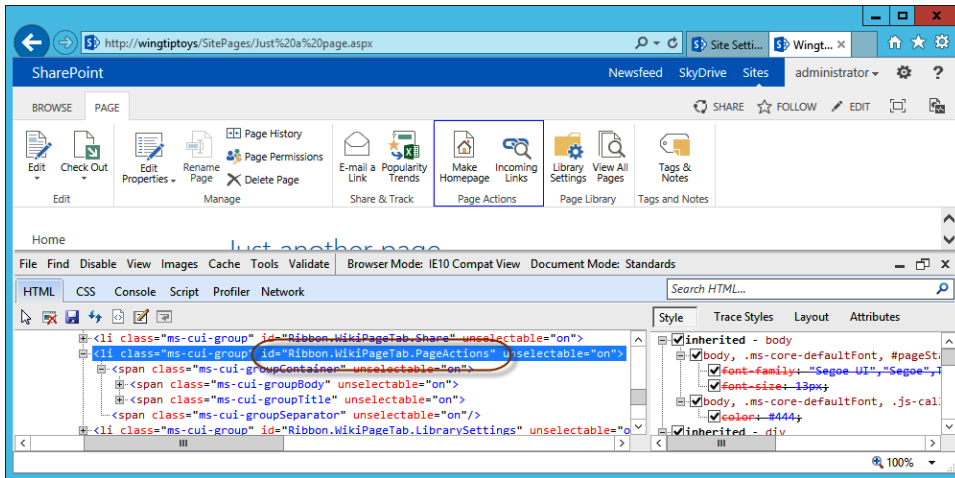 http://wingtiptoys/SitePages/Just%20a%20page.aspx
Site Setti...
Wingt...
SharePoint
Newsfeed SkyDrive Sites administrator ?
BROWSE PAGE
SHARE FOLLOW EDIT
Edit
Check Out
Edit Properties
Rename Page
Page History
Page Permissions
Delete Page
E-mail a Link
Popularity Trends
Make Homepage
Incoming Links
Library Settings
View All Pages
Tags & Notes
Edit Manage Share & Track Page Actions Page Library Tags and Notes
Home
Just another page
File Find Disable View Images Cache Tools Validate Browser Mode: IE10 Compat View Document Mode: Standards
HTML CSS Console Script Profiler Network
Search HTML...
Style Trace Styles Layout Attributes
<li class="ms-cui-group" id="Ribbon.WikiPageTab.Share" unselectable="on">
<li class="ms-cui-group" id="Ribbon.WikiPageTab.PageActions" unselectable="on">
<span class="ms-cui-groupContainer" unselectable="on">
<span class="ms-cui-groupBody" unselectable="on">
<span class="ms-cui-groupTitle" unselectable="on">
<span class="ms-cui-groupSeparator" unselectable="on"/>
<li class="ms-cui-group" id="Ribbon.WikiPageTab.LibrarySettings" unselectable="o
inherited - body
body, .ms-core-defaultFont, #pageSt
font-family: "Segoe UI","Segoe",T
font-size: 13px;
body, .ms-core-defaultFont, .js-cal
color: #444;
inherited - div
100%